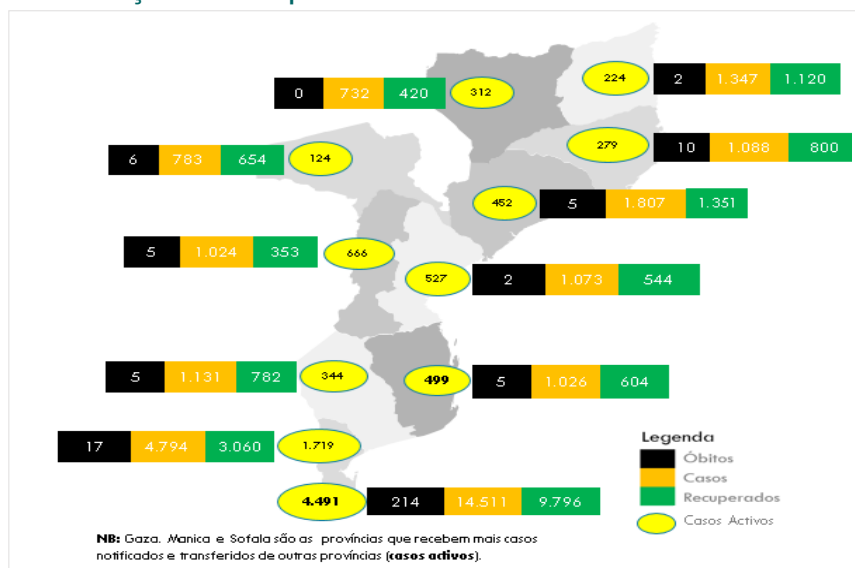 0 732 420 312
224 2 1.347 1.120
279 10 1.088 800
6 783 654 124
452 5 1.807 1.351
5 1.024 353 666
527 2 1.073 544
5 1.131 782 344
499 5 1.026 604
17 4.794 3.060 1.719
4.491 214 14.511 9.796
Legenda
Óbitos
Casos
Recuperados
Casos Activos
NB: Gaza. Manica e Sofala são as províncias que recebem mais casos
notificados e transferidos de outras províncias (casos activos).